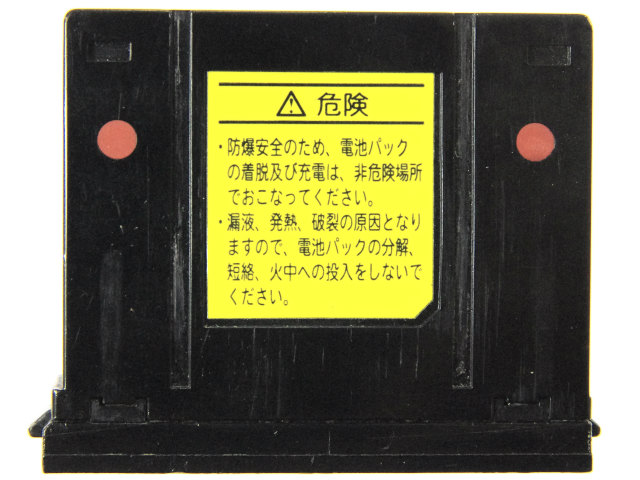 ⚠ 危険
・防爆安全のため、電池パック
の着脱及び充電は、非危険場所
でおこなってください。
・漏液、発熱、破裂の原因となり
ますので、電池パックの分解、
短絡、火中への投入をしないで
ください。